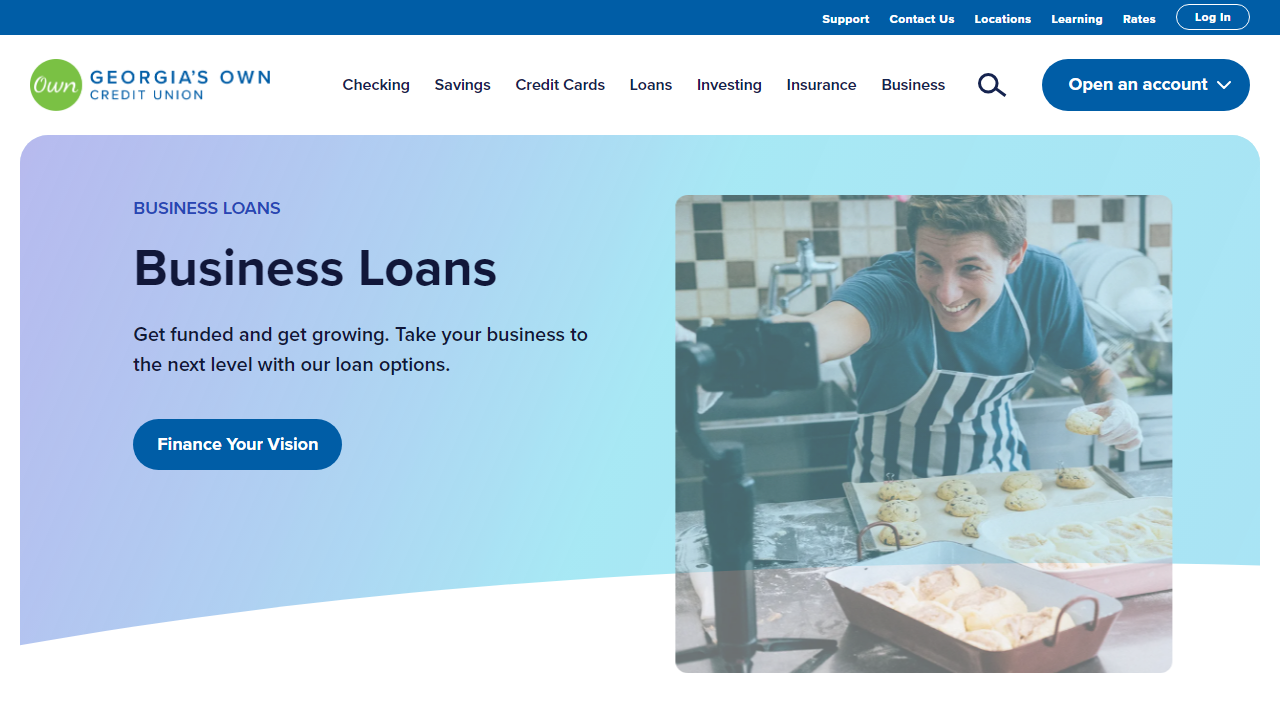 Support Contact Us Locations Learning Rates Log In
Own GEORGIA'S OWN
CREDIT UNION
Checking Savings Credit Cards Loans Investing Insurance Business Open an account
BUSINESS LOANS
Business Loans
Get funded and get growing. Take your business to
the next level with our loan options.
Finance Your Vision